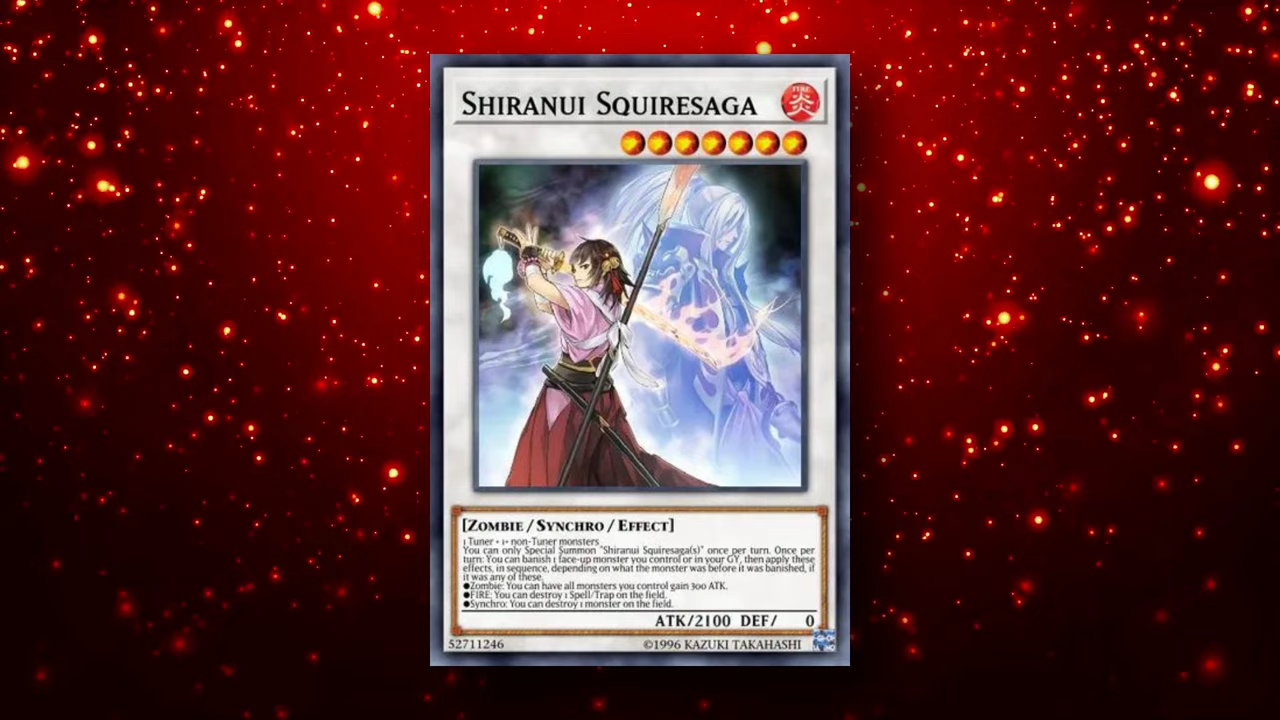 SHIRANUI SQUIRESAGA
FIRE
炎
[ZOMBIE / SYNCHRO / EFFECT]
1 Tuner + 1+ non-Tuner monsters
You can only Special Summon "Shiranui Squiresaga(s)" once per turn. Once per
turn: You can banish 1 face-up monster you control or in your GY, then apply these
effects, in sequence, depending on what the monster was before it was banished, if
it was any of these.
●Zombie: You can have all monsters you control gain 300 ATK.
●FIRE: You can destroy 1 Spell/Trap on the field.
●Synchro: You can destroy 1 monster on the field.
ATK/2100 DEF/ 0
52711246
©1996 KAZUKI TAKAHASHI